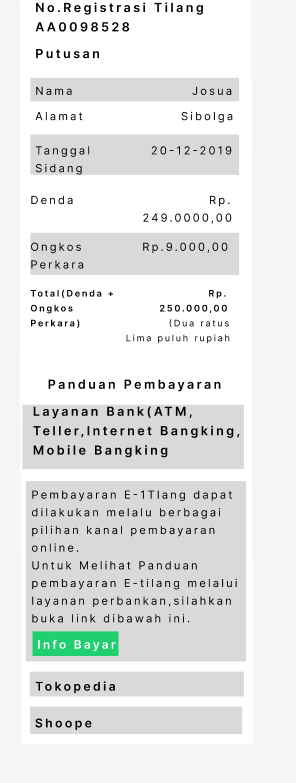 No.Registrasi Tilang
AA0098528
Putusan
Nama Josua
Alamat Sibolga
Tanggal 20-12-2019
Sidang
Denda Rp.
249.0000,00
Ongkos Rp.9.000,00
Perkara
Total(Denda + Rp.
Ongkos 250.000,00
Perkara) (Dua ratus
Lima puluh rupiah
Panduan Pembayaran
Layanan Bank(ATM,
Teller,Internet Bangking,
Mobile Bangking
Pembayaran E-1TIang dapat
dilakukan melalu berbagai
pilihan kanal pembayaran
online.
Untuk Melihat Panduan
pembayaran E-tilang melalui
layanan perbankan,silahkan
buka link dibawah ini.
Info Bayar
Tokopedia
Shoope